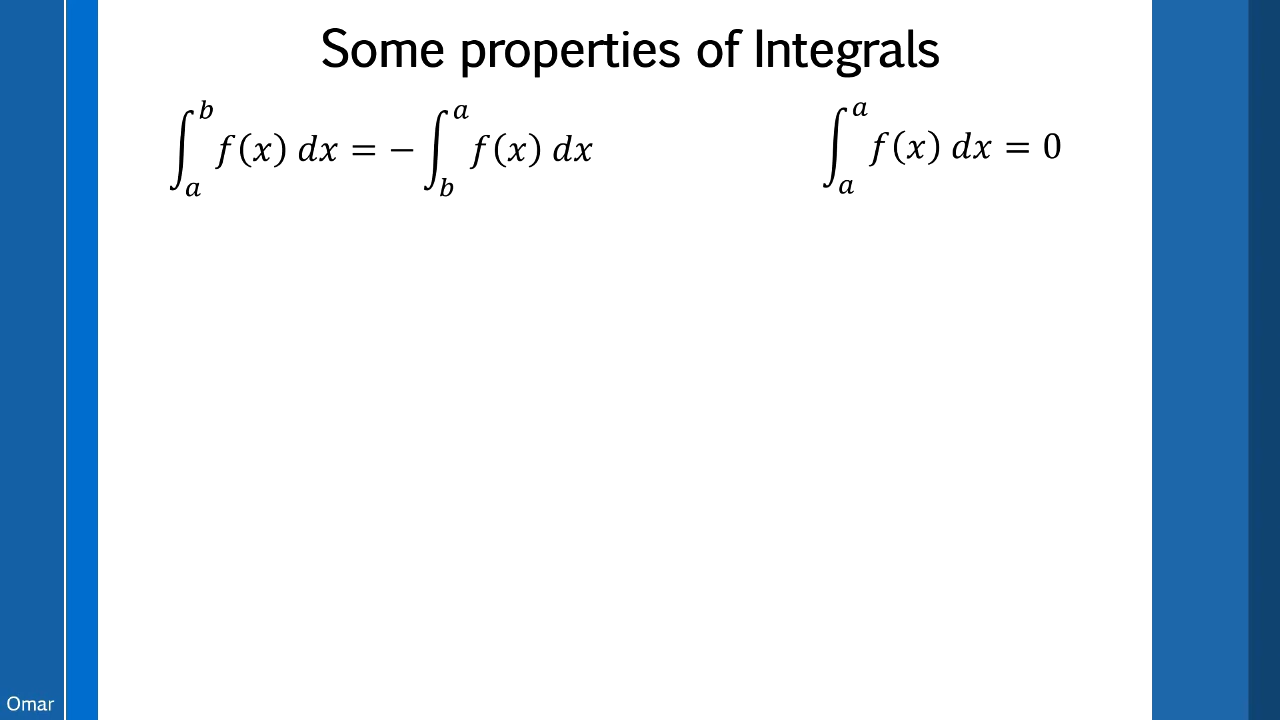 Some properties of Integrals
∫_a^b f(x) dx = − ∫_b^a f(x) dx
∫_a^a f(x) dx = 0
Omar